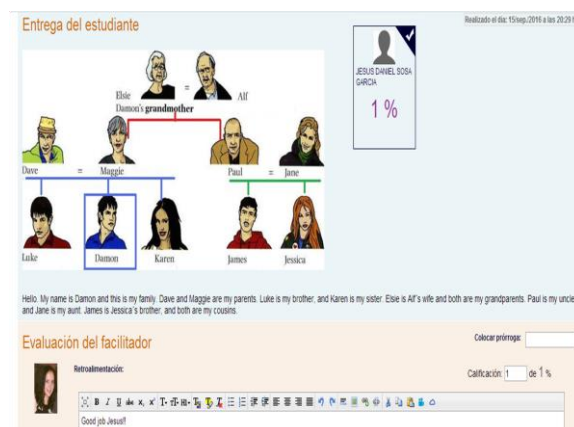 Entrega del estudiante
Realizado el dia: 15/sep./2016 a las 20:29
JESUS DANIEL SOSA
GARCIA
1 %
Elsie = Alf
Damon's grandmother
Dave = Maggie
Paul = Jane
Luke Damon Karen James Jessica
Hello. My name is Damon and this is my family. Dave and Maggie are my parents. Luke is my brother, and Karen is my sister. Elsie is Alf's wife and both are my grandparents. Paul is my uncle
and Jane is my aunt. James is Jessica's brother, and both are my cousins.
Evaluación del facilitador
Colocar prórroga:
Retroalimentación:
Calificación: 1 de 1 %
Good job Jesus!!